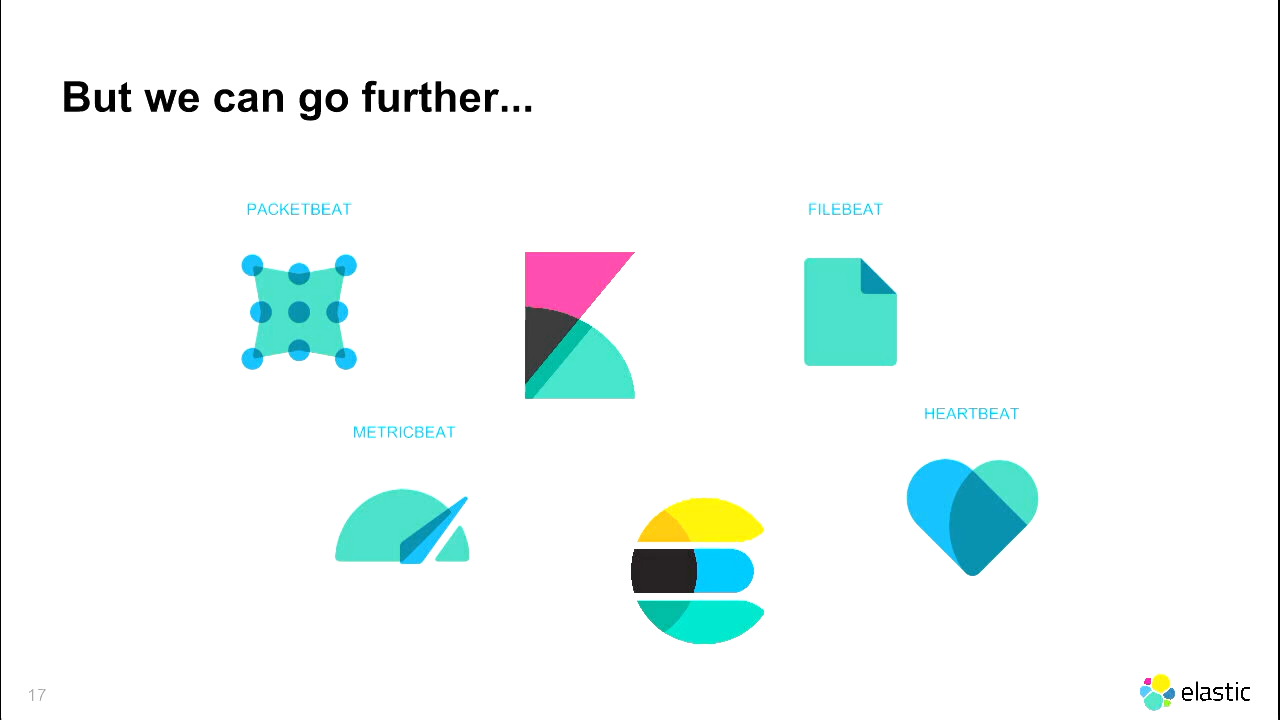 But we can go further...
PACKETBEAT
FILEBEAT
HEARTBEAT
METRICBEAT
17
elastic